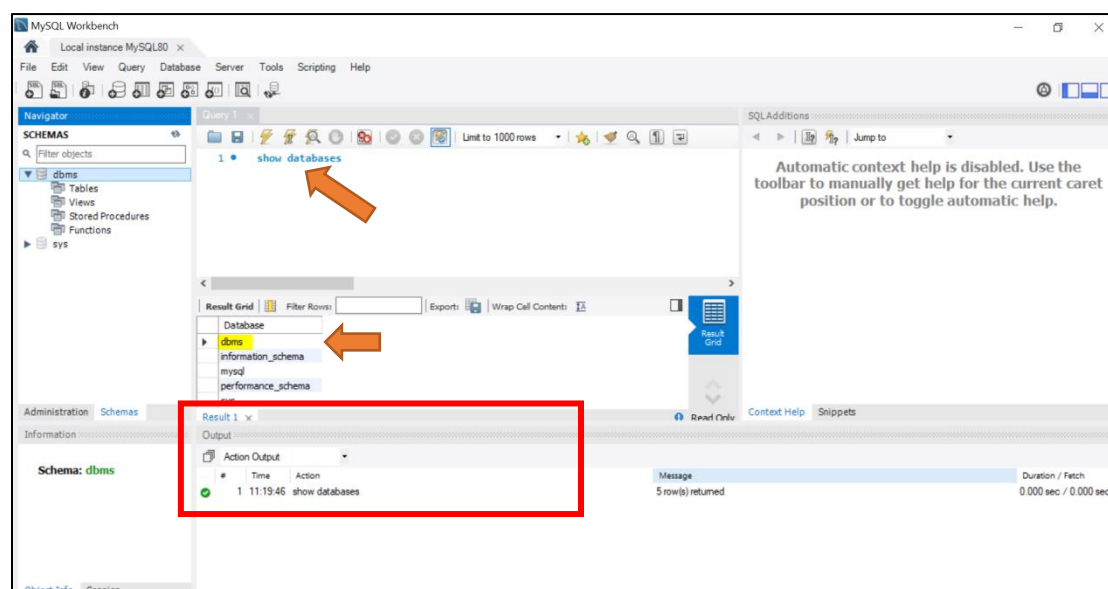 MySQL Workbench
Local instance MySQL80
File Edit View Query Database Server Tools Scripting Help
Navigator
SCHEMAS
Filter objects
dbms
Tables
Views
Stored Procedures
Functions
sys
Administration Schemas
Information
Schema: dbms
Query 1
Limit to 1000 rows
1 show databases
Result Grid Filter Rows: Export: Wrap Cell Content:
Database
dbms
information_schema
mysql
performance_schema
sys
Result Grid
Result 1
Read Only
SQLAdditions
Jump to
Automatic context help is disabled. Use the
toolbar to manually get help for the current caret
position or to toggle automatic help.
Context Help Snippets
Output
Action Output
# Time Action Message Duration / Fetch
1 11:19:46 show databases 5 row(s) returned 0.000 sec / 0.000 sec
Object Info Session